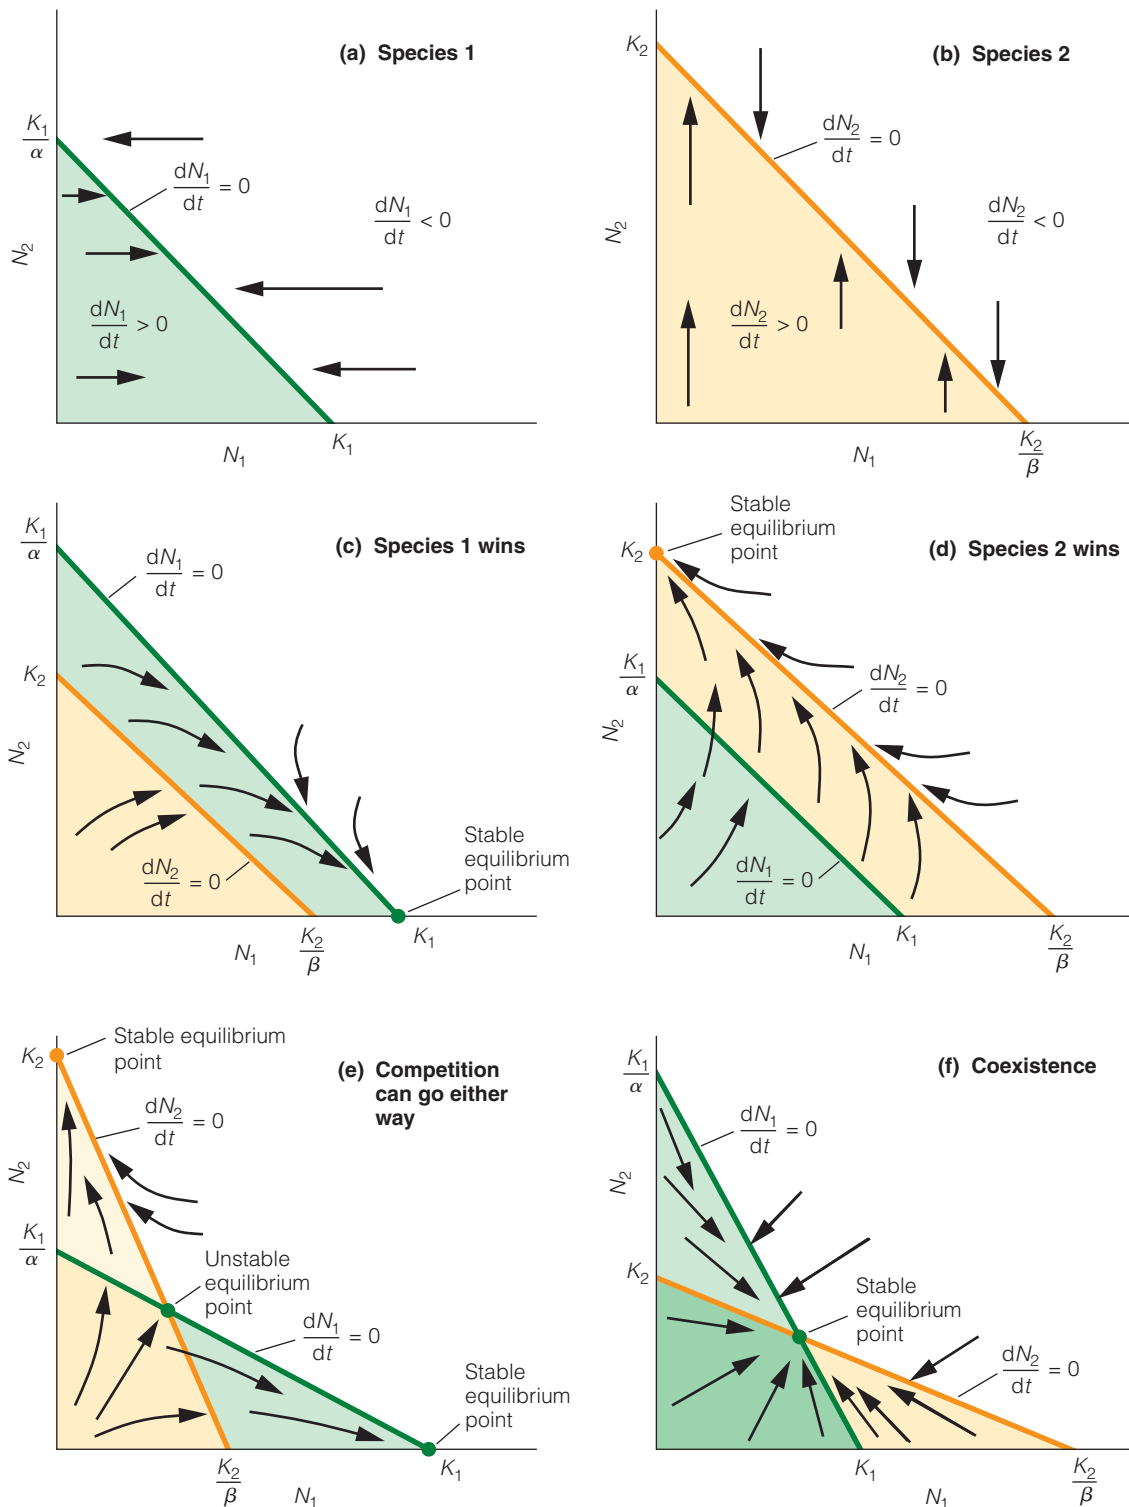 (a) Species 1
K1
α
dN1
dt
= 0
dN1
dt
< 0
N2
dN1
dt
> 0
K1
N1
(b) Species 2
K2
dN2
dt
= 0
dN2
dt
< 0
N2
dN2
dt
> 0
N1
K2
β
(c) Species 1 wins
K1
α
dN1
dt
= 0
K2
N2
dN2
dt
= 0
Stable
equilibrium
point
N1
K2
β
K1
Stable
equilibrium
point
(d) Species 2 wins
K2
K1
α
dN2
dt
= 0
N2
dN1
dt
= 0
N1
K1
K2
β
Stable equilibrium
point
(e) Competition
can go either
way
K2
dN2
dt
= 0
N2
K1
α
Unstable
equilibrium
point
dN1
dt
= 0
Stable
equilibrium
point
K2
β
N1
K1
(f) Coexistence
K1
α
dN1
dt
= 0
N2
K2
Stable
equilibrium
point
dN2
dt
= 0
K1
N1
K2
β